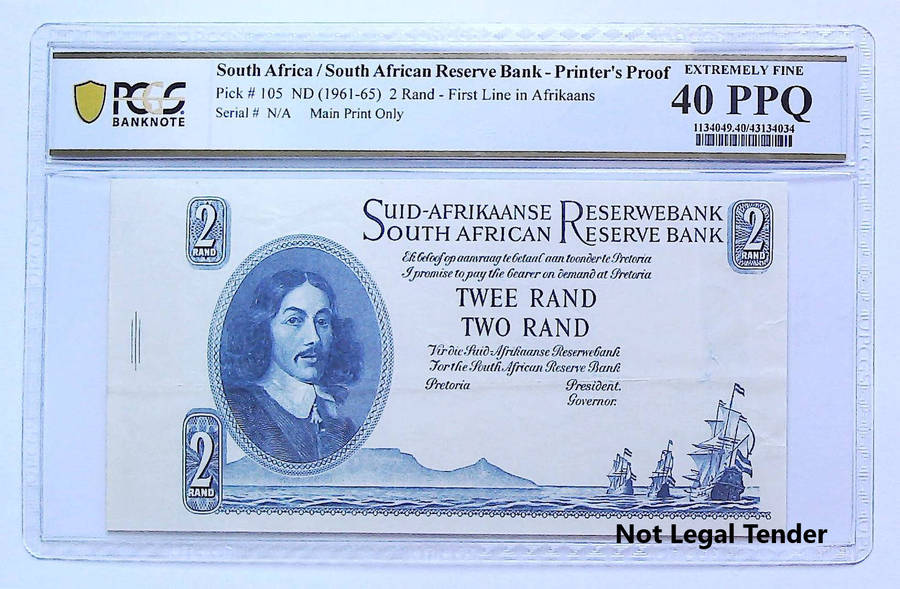 South Africa / South African Reserve Bank - Printer's Proof
Pick # 105 ND (1961-65) 2 Rand - First Line in Afrikaans
Serial # N/A Main Print Only
PCGS
BANKNOTE
EXTREMELY FINE
40 PPQ
1134049.40/43134034
2
RAND
SUID-AFRIKAANSE RESERWEBANK
SOUTH AFRICAN RESERVE BANK
2
RAND
Ek beloof op aanvraag te betaal aan toonder te Pretoria
I promise to pay the bearer on demand at Pretoria
TWEE RAND
TWO RAND
Vir die Suid-Afrikaanse Reserwebank
For the South African Reserve Bank
Pretoria President.
Governor.
2
RAND
Not Legal Tender